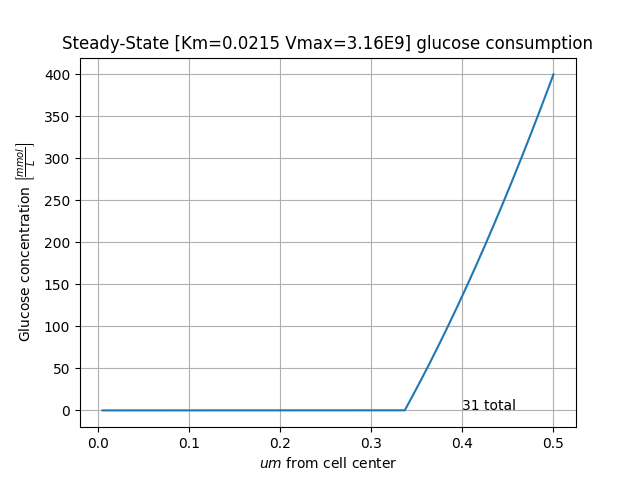 Steady-State [Km=0.0215 Vmax=3.16E9] glucose consumption
400
350
300
250
200
150
100
50
0
Glucose concentration [mmol/L]
31 total
0.0 0.1 0.2 0.3 0.4 0.5
um from cell center